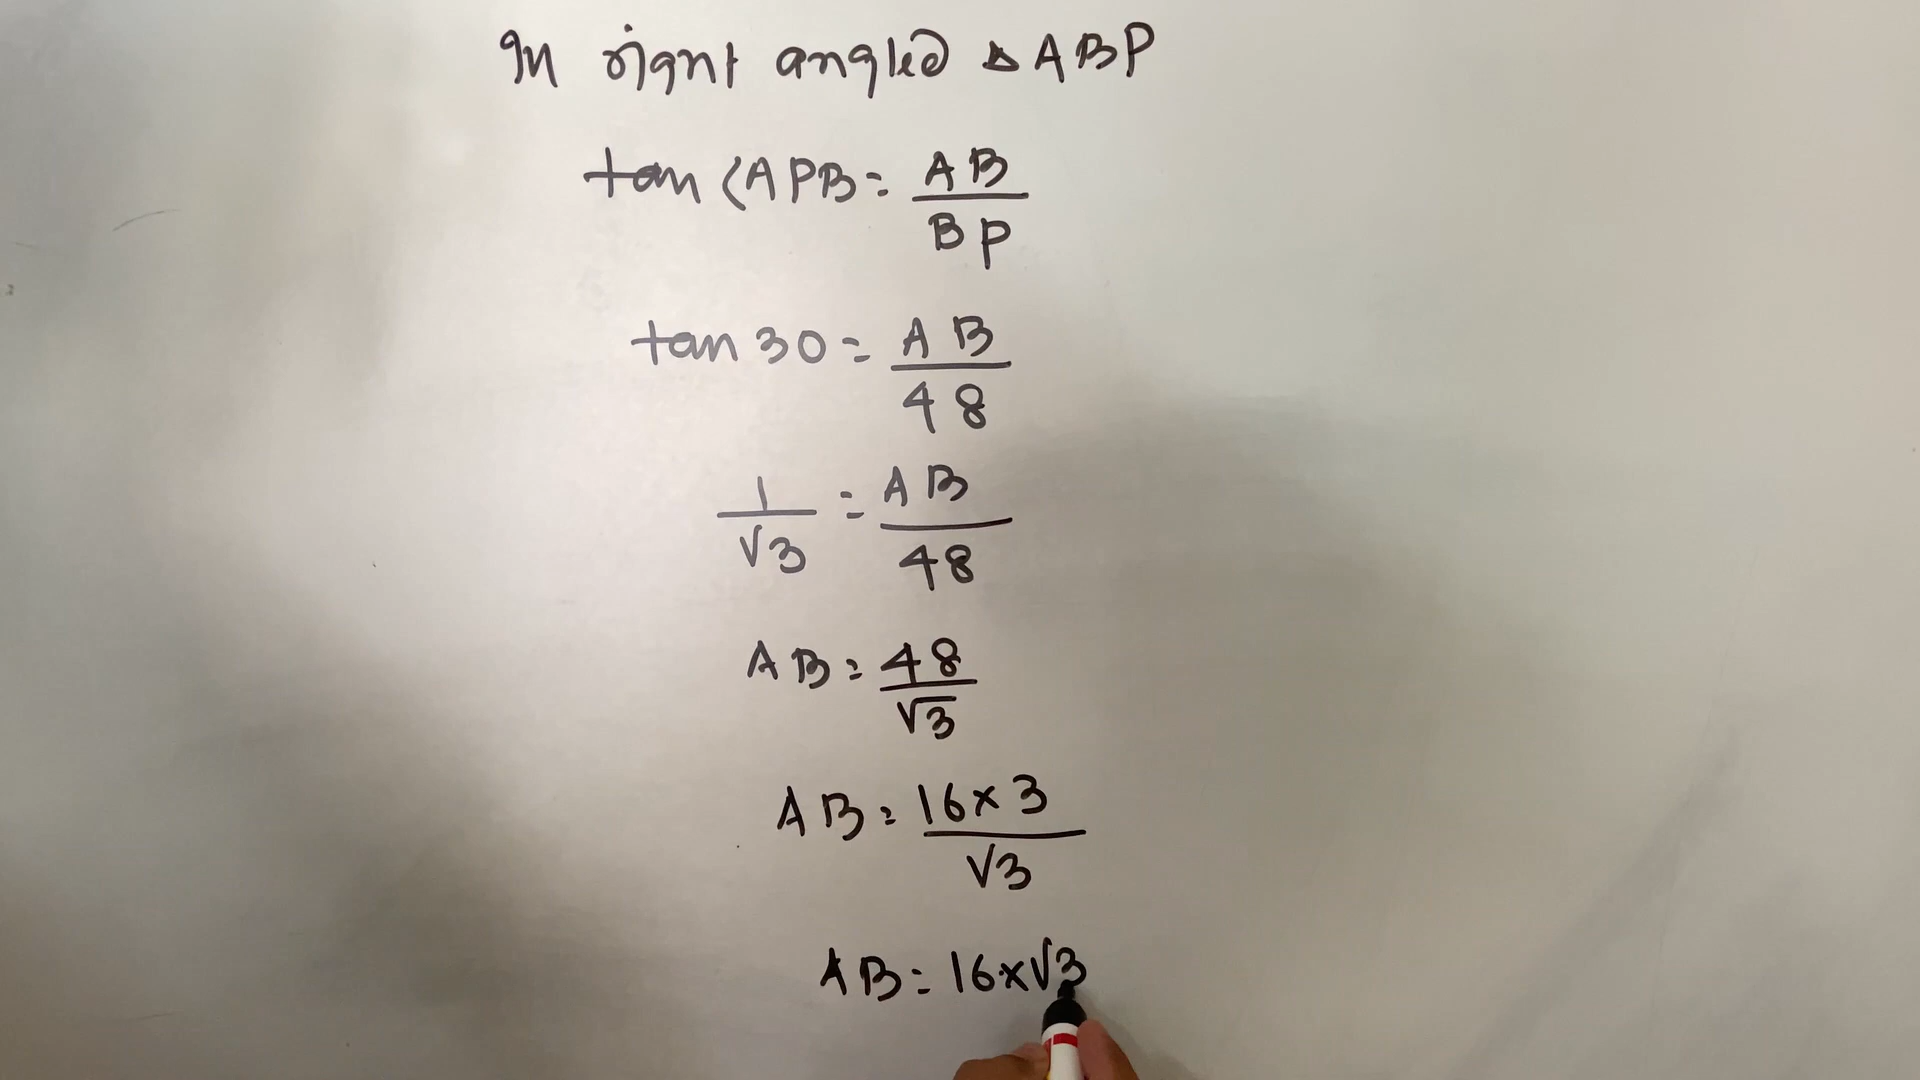 In right angled △ABP
tan ∠APB = AB/BP
tan 30 = AB/48
1/√3 = AB/48
AB = 48/√3
AB = 16×3/√3
AB = 16×√3